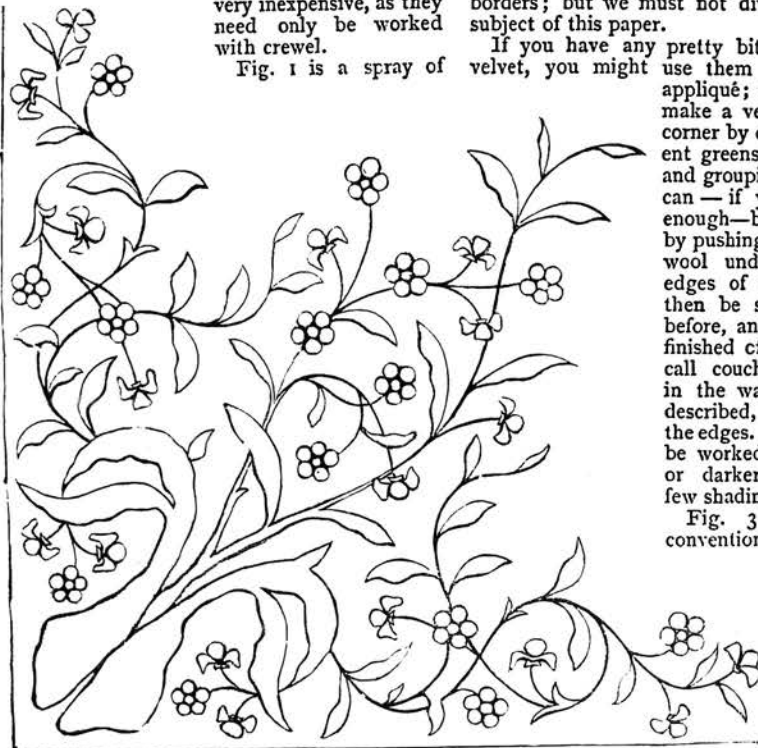 very inexpensive, as they
need only be worked
with crewel.
Fig. 1 is a spray of
borders; but we must not di
subject of this paper.
If you have any pretty bit
velvet, you might use them
appliqué;
make a ve
corner by
ent greens
and groupi
can — if
enough—b
by pushing
wool und
edges of
then be s
before, an
finished
call couch
in the wa
described,
the edges.
be worked
or darker
few shadin
Fig. 3
convention